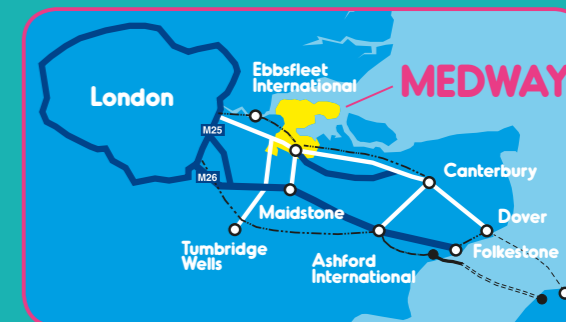 Ebbsfleet
International
MEDWAY
London
M25
Canterbury
M26
Maidstone
Dover
Tumbridge
Wells
Ashford
International
Folkestone